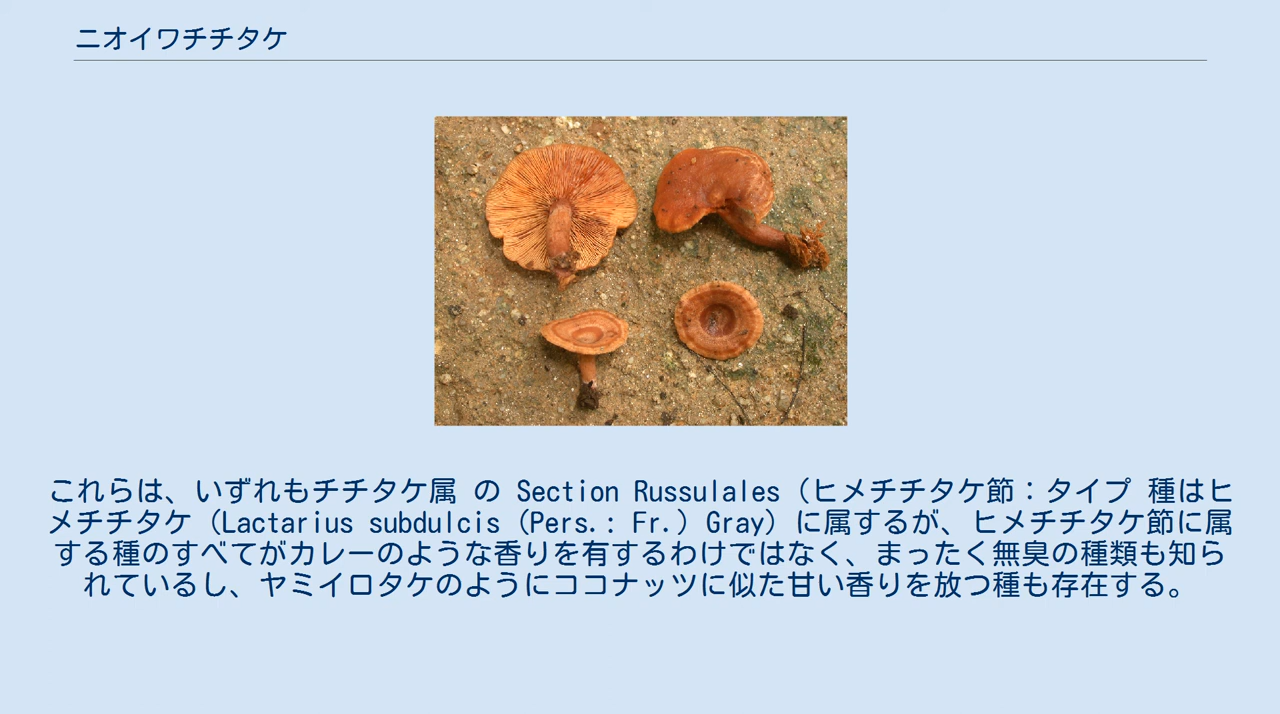 ニオイワチチタケ
これらは、いずれもチチタケ属 の Section Russulales (ヒメチチタケ節：タイプ 種はヒ
メチチタケ (Lactarius subdulcis (Pers.: Fr.) Gray) に属するが、ヒメチチタケ節に属
する種のすべてがカレーのような香りを有するわけではなく、まったく無臭の種類も知ら
れているし、ヤミイロタケのようにココナッツに似た甘い香りを放つ種も存在する。